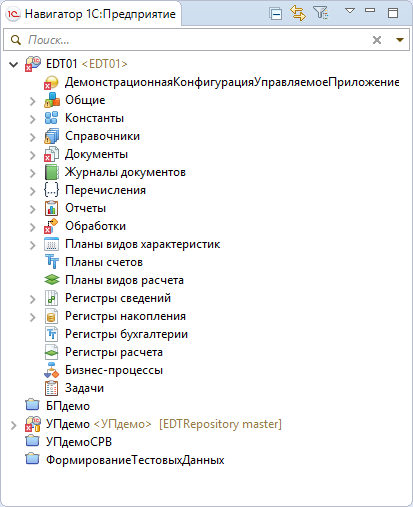 Навигатор 1С:Предприятие
Поиск...
EDT01 <EDT01>
ДемонстрационнаяКонфигурацияУправляемоеПриложение
Общие
Константы
Справочники
Документы
Журналы документов
Перечисления
Отчеты
Обработки
Планы видов характеристик
Планы счетов
Планы видов расчета
Регистры сведений
Регистры накопления
Регистры бухгалтерии
Регистры расчета
Бизнес-процессы
Задачи
БПдемо
УПдемо <УПдемо> [EDTRepository master]
УПдемоСРВ
ФормированиеТестовыхДанных